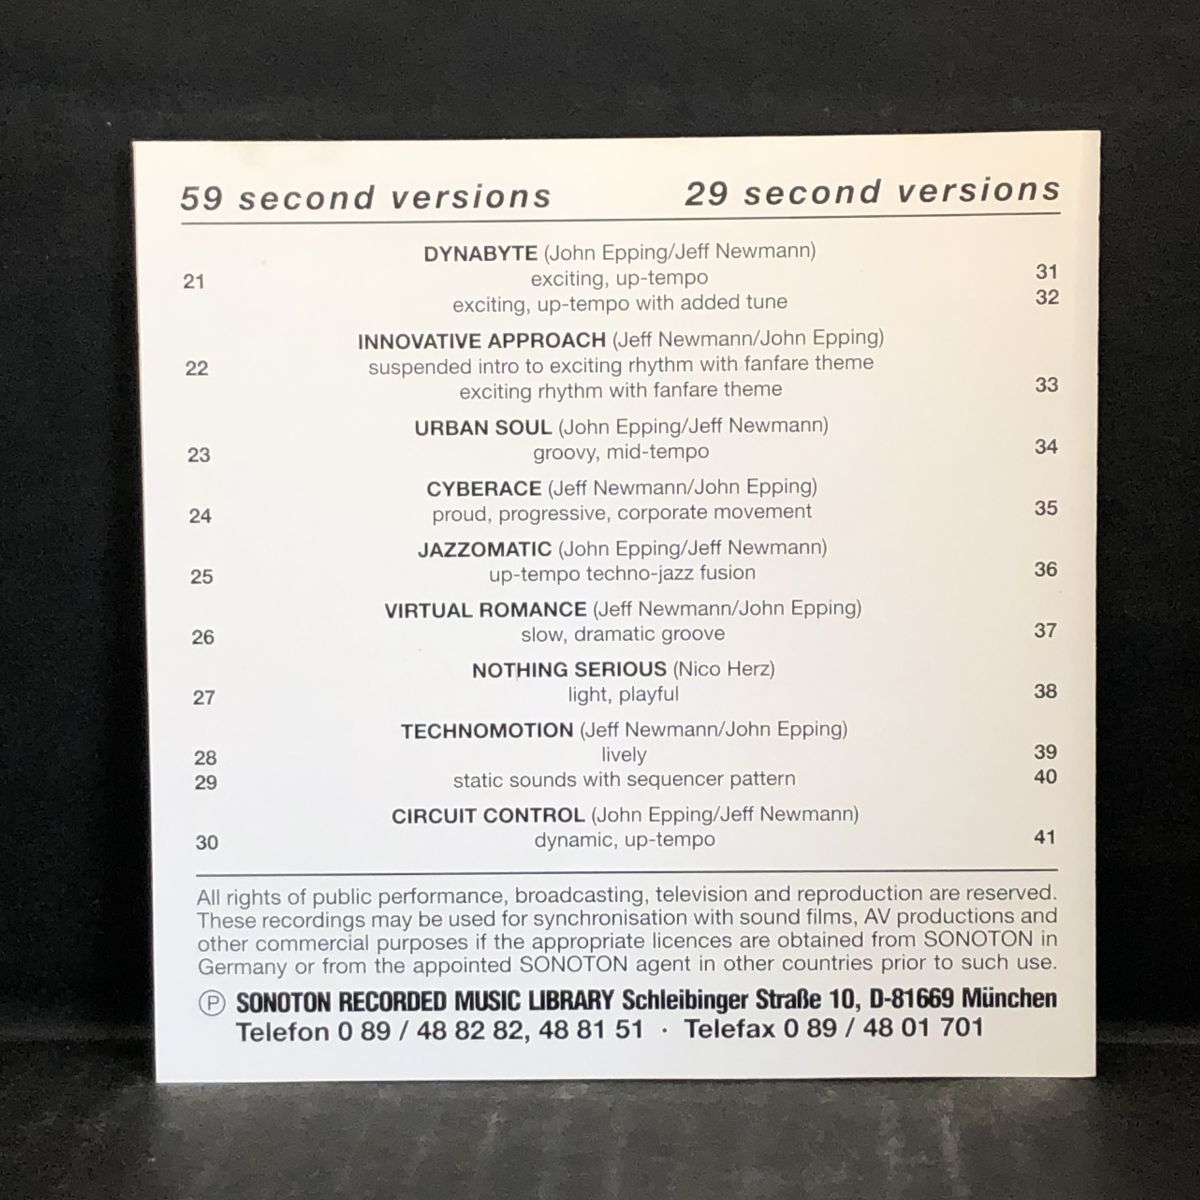 59 second versions 29 second versions
DYNABYTE (John Epping/Jeff Newmann)
21 exciting, up-tempo 31
exciting, up-tempo with added tune 32
INNOVATIVE APPROACH (Jeff Newmann/John Epping)
22 suspended intro to exciting rhythm with fanfare theme
exciting rhythm with fanfare theme 33
URBAN SOUL (John Epping/Jeff Newmann)
23 groovy, mid-tempo 34
CYBERACE (Jeff Newmann/John Epping)
24 proud, progressive, corporate movement 35
JAZZOMATIC (John Epping/Jeff Newmann)
25 up-tempo techno-jazz fusion 36
VIRTUAL ROMANCE (Jeff Newmann/John Epping)
26 slow, dramatic groove 37
NOTHING SERIOUS (Nico Herz)
27 light, playful 38
TECHNOMOTION (Jeff Newmann/John Epping)
28 lively 39
29 static sounds with sequencer pattern 40
CIRCUIT CONTROL (John Epping/Jeff Newmann)
30 dynamic, up-tempo 41
All rights of public performance, broadcasting, television and reproduction are reserved.
These recordings may be used for synchronisation with sound films, AV productions and
other commercial purposes if the appropriate licences are obtained from SONOTON in
Germany or from the appointed SONOTON agent in other countries prior to such use.
Ⓟ SONOTON RECORDED MUSIC LIBRARY Schleibinger Straße 10, D-81669 München
Telefon 0 89 / 48 82 82, 48 81 51 · Telefax 0 89 / 48 01 701